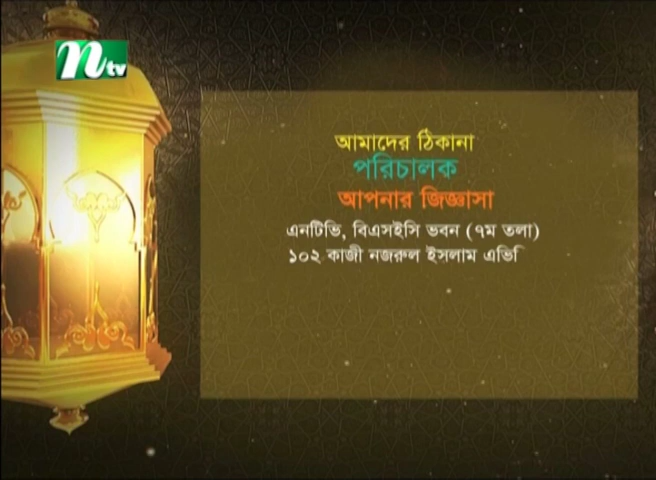 ntv
আমাদের ঠিকানা
পরিচালক
আপনার জিজ্ঞাসা
এনটিভি, বিএসইসি ভবন (৭ম তলা)
১০২ কাজী নজরুল ইসলাম এভি